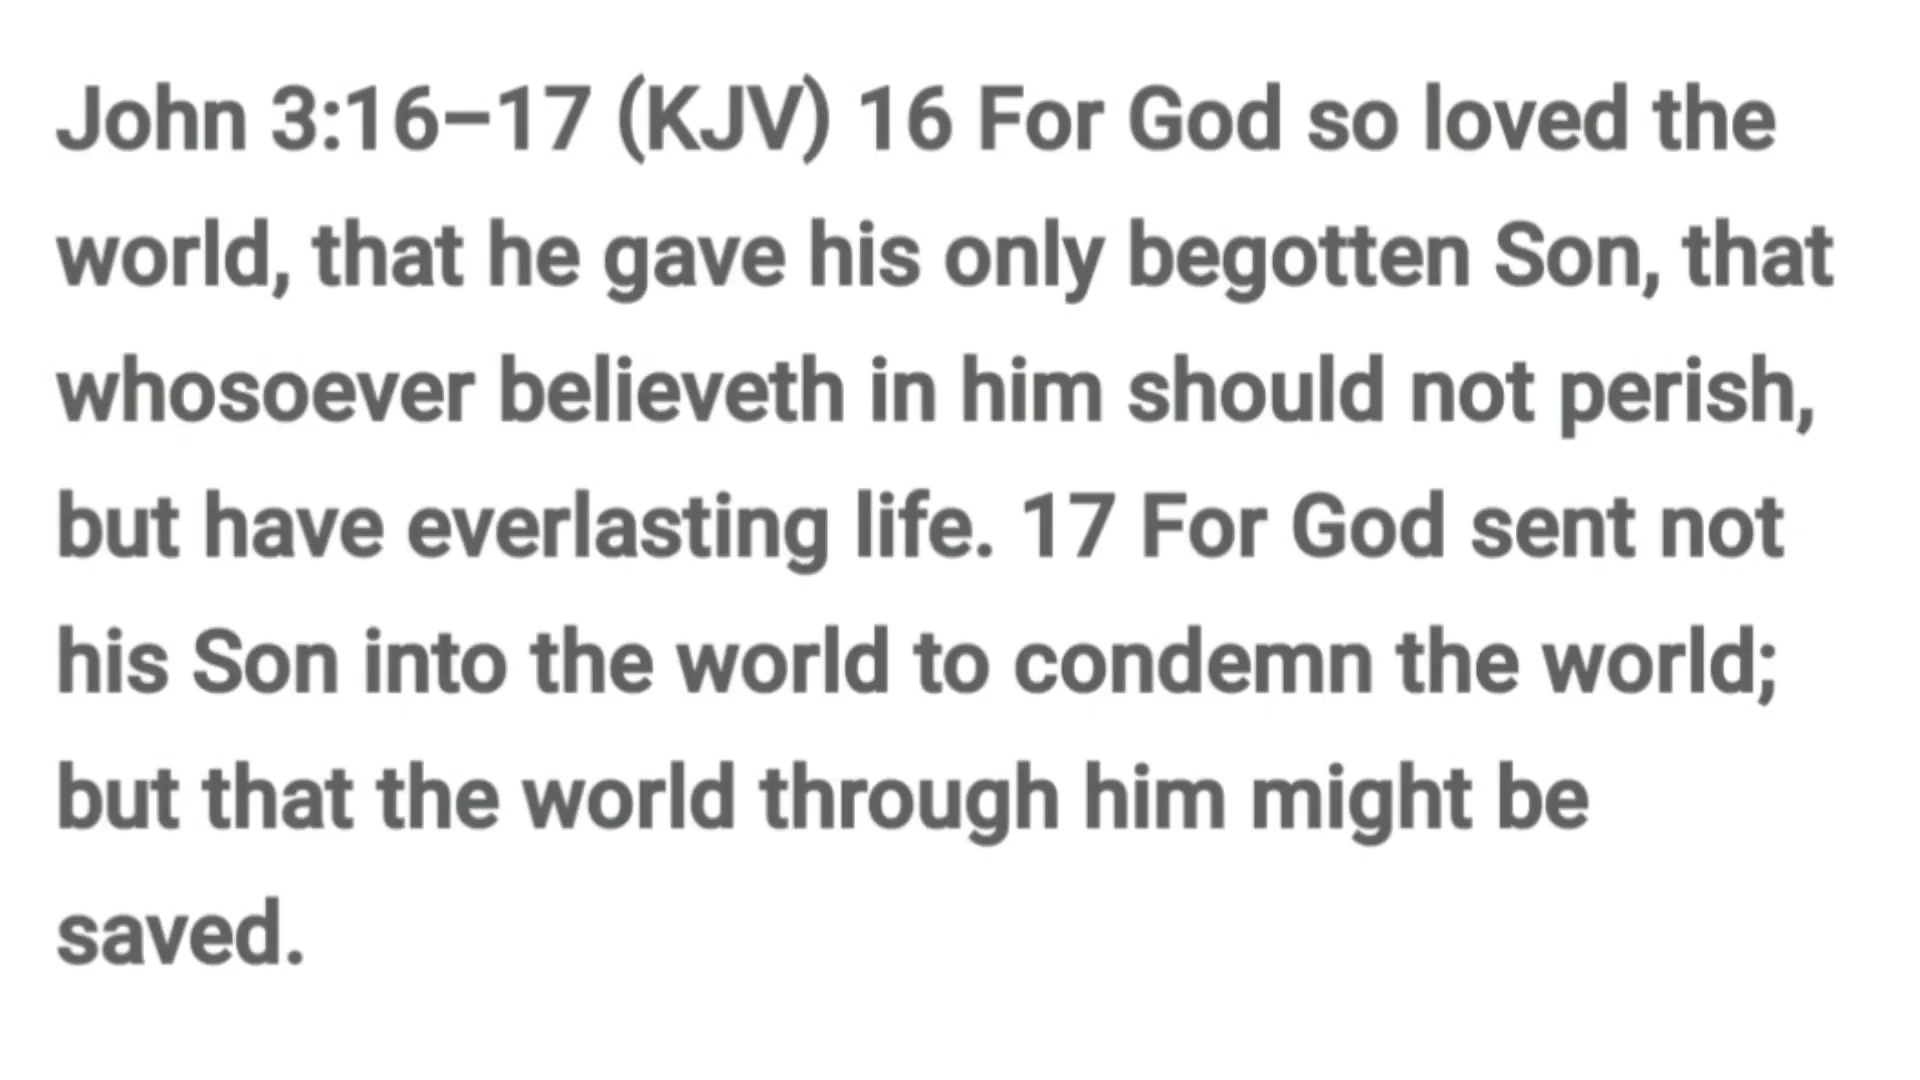 John 3:16–17 (KJV) 16 For God so loved the
world, that he gave his only begotten Son, that
whosoever believeth in him should not perish,
but have everlasting life. 17 For God sent not
his Son into the world to condemn the world;
but that the world through him might be
saved.